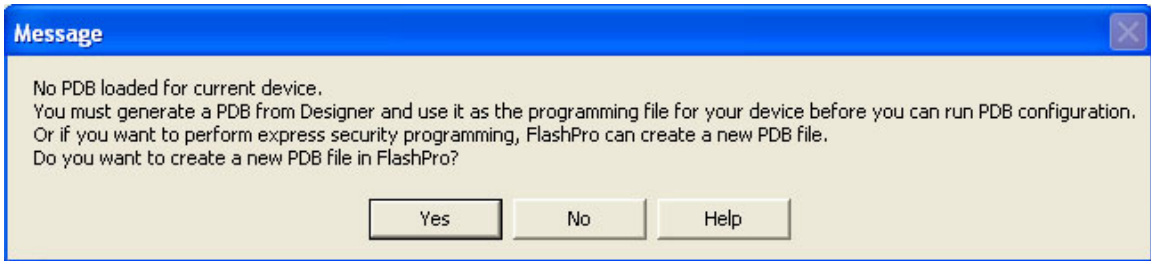 Message
No PDB loaded for current device.
You must generate a PDB from Designer and use it as the programming file for your device before you can run PDB configuration.
Or if you want to perform express security programming, FlashPro can create a new PDB file.
Do you want to create a new PDB file in FlashPro?
Yes No Help